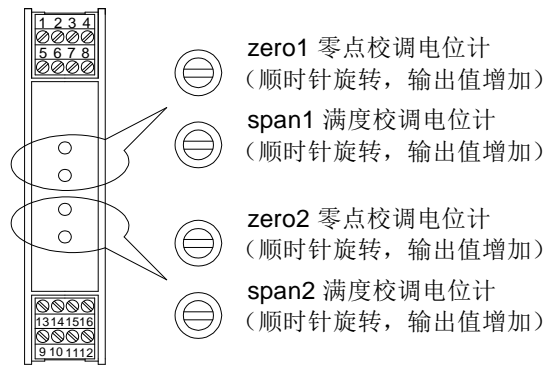 1 2 3 4
5 6 7 8
zero1 零点校调电位计
（顺时针旋转，输出值增加）
span1 满度校调电位计
（顺时针旋转，输出值增加）
zero2 零点校调电位计
（顺时针旋转，输出值增加）
span2 满度校调电位计
（顺时针旋转，输出值增加）
13141516
9 10 1112